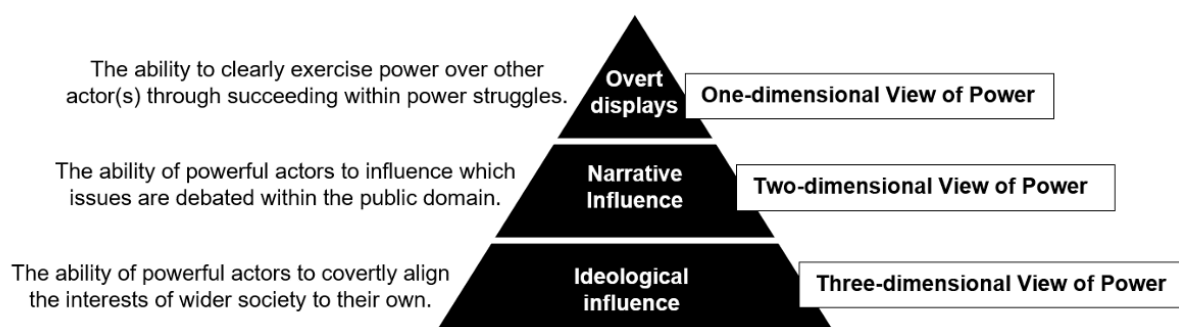 The ability to clearly exercise power over other
actor(s) through succeeding within power struggles.
Overt
displays
One-dimensional View of Power
The ability of powerful actors to influence which
issues are debated within the public domain.
Narrative
Influence
Two-dimensional View of Power
The ability of powerful actors to covertly align
the interests of wider society to their own.
Ideological
influence
Three-dimensional View of Power